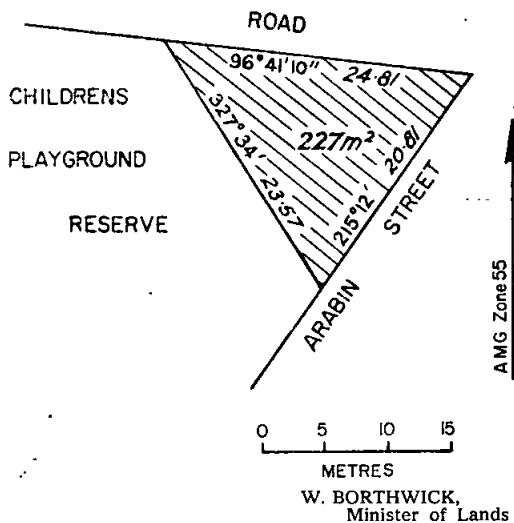 ROAD
96°41'10"
24·81
CHILDRENS
327°34'
23·57
227m²
20·81
PLAYGROUND
215°12'
STREET
RESERVE
ARABIN
AMG Zone 55
0 5 10 15
METRES
W. BORTHWICK,
Minister of Lands